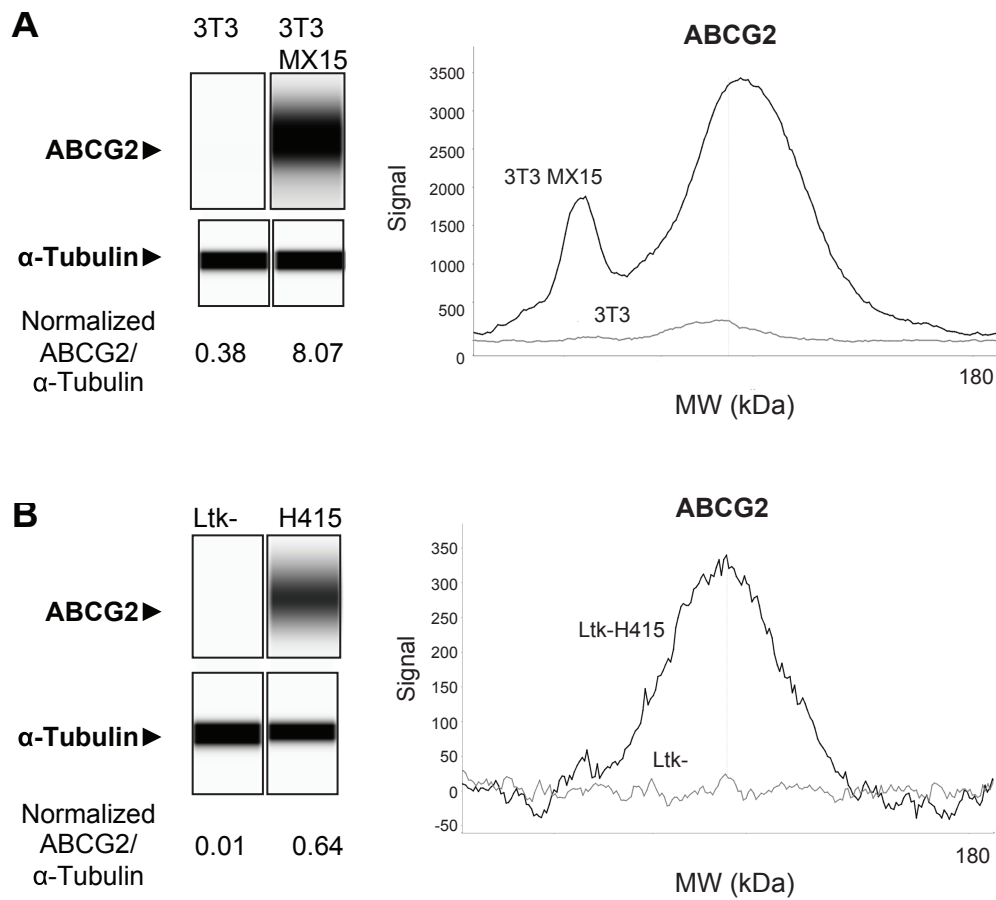 A
3T3
3T3
MX15
ABCG2
α-Tubulin
Normalized
ABCG2/
α-Tubulin
0.38
8.07
ABCG2
3500
3000
2500
2000
1500
1000
500
0
Signal
3T3 MX15
3T3
180
MW (kDa)
B
Ltk-
H415
ABCG2
α-Tubulin
Normalized
ABCG2/
α-Tubulin
0.01
0.64
ABCG2
350
300
250
200
150
100
50
0
-50
Signal
Ltk-H415
Ltk-
180
MW (kDa)